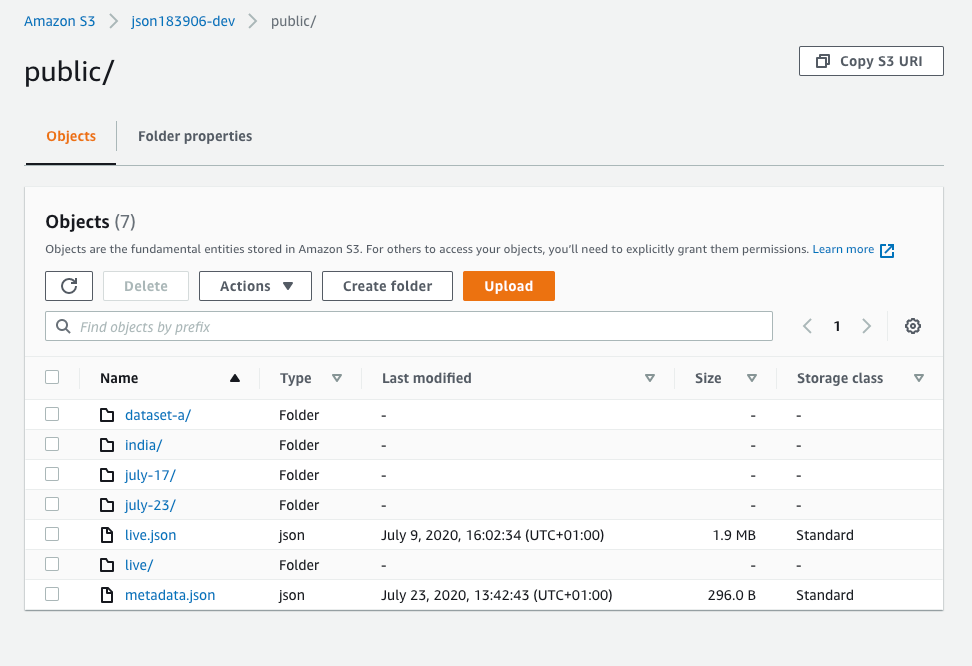 Amazon S3 > json183906-dev > public/
public/
Copy S3 URI
Objects
Folder properties
Objects (7)
Objects are the fundamental entities stored in Amazon S3. For others to access your objects, you'll need to explicitly grant them permissions. Learn more
Delete Actions Create folder Upload
Find objects by prefix 1
Name Type Last modified Size Storage class
dataset-a/ Folder - - -
india/ Folder - - -
july-17/ Folder - - -
july-23/ Folder - - -
live.json json July 9, 2020, 16:02:34 (UTC+01:00) 1.9 MB Standard
live/ Folder - - -
metadata.json json July 23, 2020, 13:42:43 (UTC+01:00) 296.0 B Standard